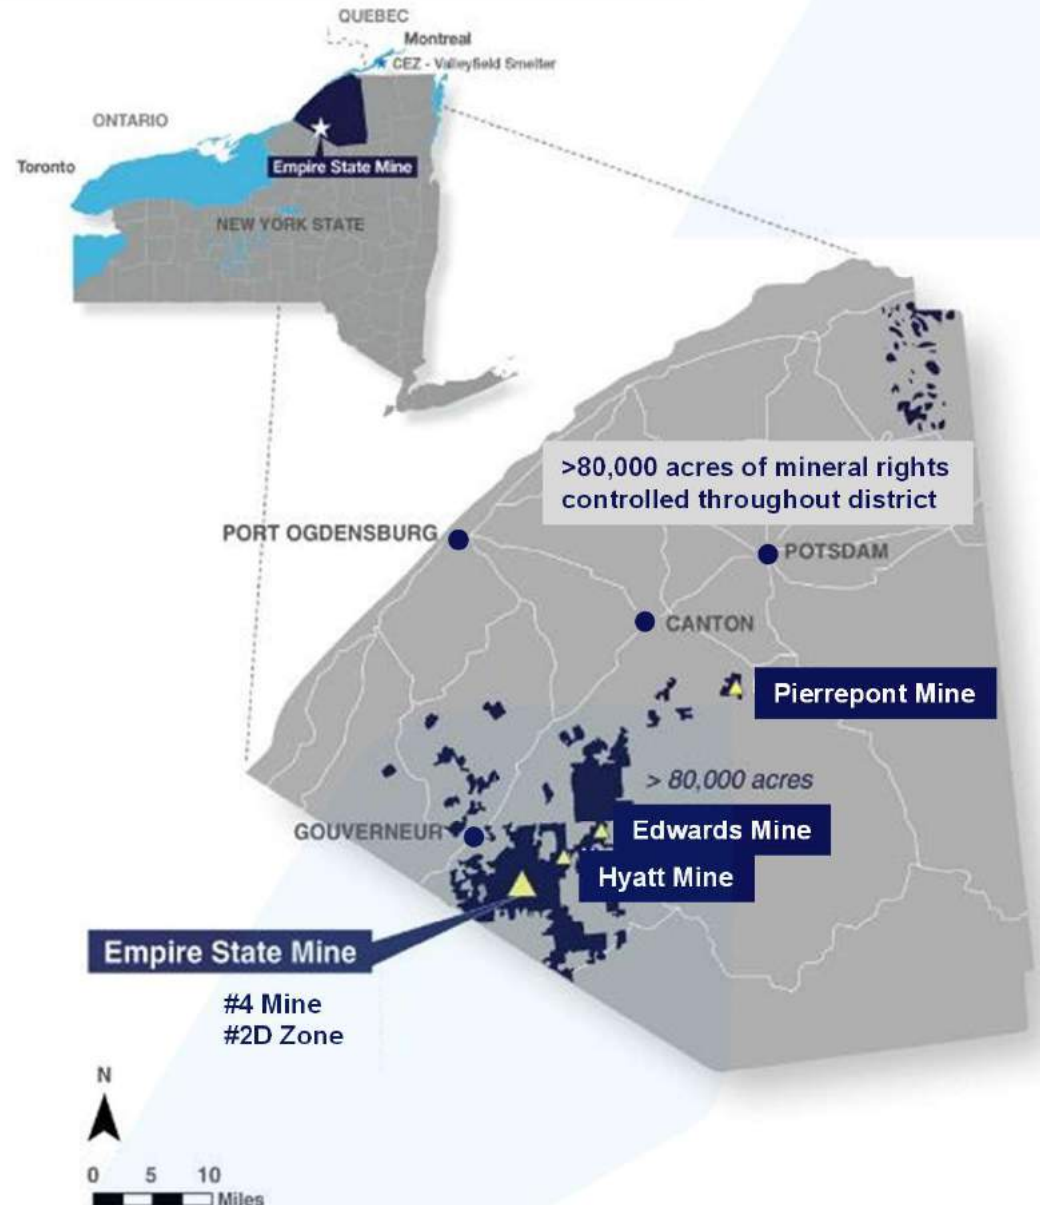 QUEBEC
Montreal
CEZ - Valleyfield Smelter
ONTARIO
Toronto
Empire State Mine
NEW YORK STATE
>80,000 acres of mineral rights
controlled throughout district
PORT OGDENSBURG
POTSDAM
CANTON
Pierrepont Mine
> 80,000 acres
GOUVERNEUR
Edwards Mine
Hyatt Mine
Empire State Mine
#4 Mine
#2D Zone
N
0 5 10
Miles